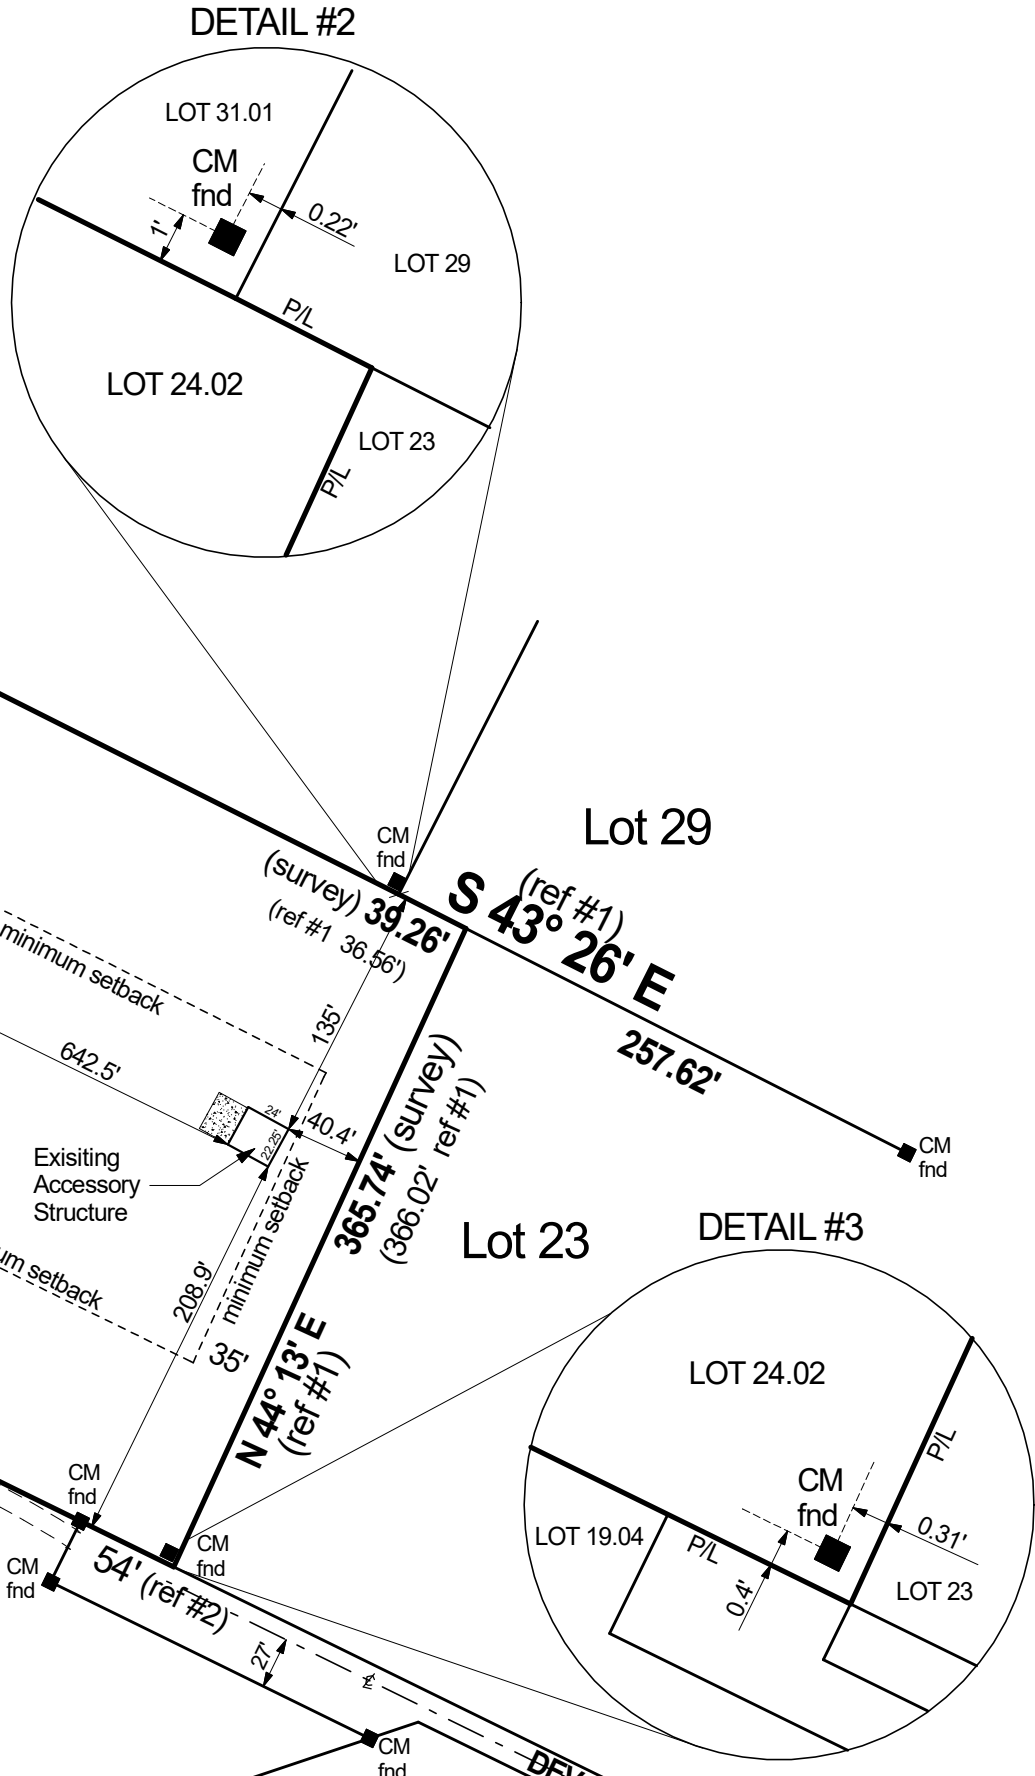 DETAIL #2
LOT 31.01
CM
fnd
1'
0.22'
LOT 29
P/L
LOT 24.02
LOT 23
P/L
CM
fnd
Lot 29
(survey) 39.26'
(ref #1 36.56')
(ref #1)
S 43° 26' E
257.62'
minimum setback
135'
642.5'
24'
22.25'
40.4'
365.74' (survey)
(366.02' ref #1)
CM
fnd
Exisiting
Accessory
Structure
minimum setback
Lot 23
DETAIL #3
um setback
208.9'
35'
N 44° 13' E
(ref #1)
LOT 24.02
P/L
CM
fnd
0.31'
LOT 19.04
P/L
0.4'
LOT 23
CM
fnd
CM
fnd
CM
fnd
54' (ref #2)
27'
CM
fnd